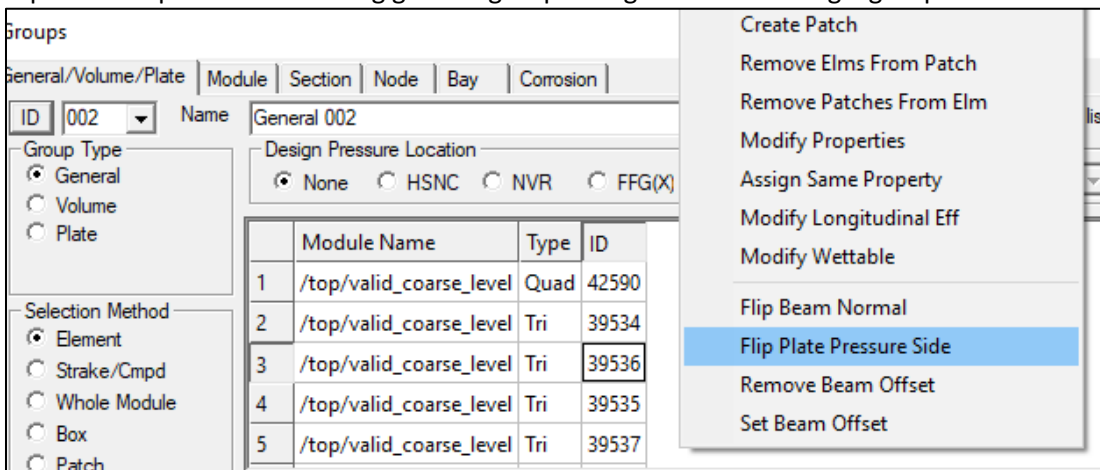 Groups
General/Volume/Plate Module Section Node Bay Corrosion
ID 002 Name General 002
Group Type
General
Volume
Plate
Design Pressure Location
None HSNC NVR FFG(X)
Module Name Type ID
1 /top/valid_coarse_level Quad 42590
2 /top/valid_coarse_level Tri 39534
3 /top/valid_coarse_level Tri 39536
4 /top/valid_coarse_level Tri 39535
5 /top/valid_coarse_level Tri 39537
Selection Method
Element
Strake/Cmpd
Whole Module
Box
Patch
Create Patch
Remove Elms From Patch
Remove Patches From Elm
Modify Properties
Assign Same Property
Modify Longitudinal Eff
Modify Wettable
Flip Beam Normal
Flip Plate Pressure Side
Remove Beam Offset
Set Beam Offset